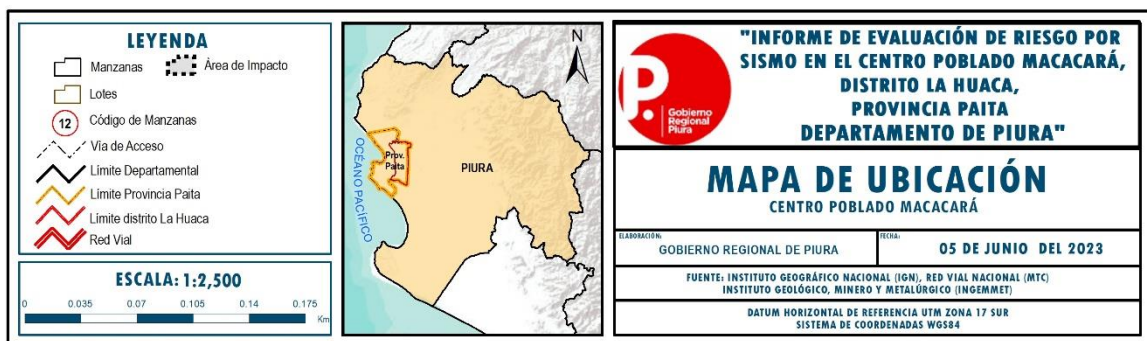 LEYENDA
Manzanas
Área de Impacto
Lotes
12
Código de Manzanas
Vía de Acceso
Límite Departamental
Límite Provincia Paita
Límite distrito La Huaca
Red Vial
ESCALA: 1:2,500
0 0.035 0.07 0.105 0.14 0.175
Km
N
OCÉANO PACÍFICO
Prov.
Paita
PIURA
P.
Gobierno
Regional
Piura
"INFORME DE EVALUACIÓN DE RIESGO POR
SISMO EN EL CENTRO POBLADO MACACARÁ,
DISTRITO LA HUACA,
PROVINCIA PAITA
DEPARTAMENTO DE PIURA"
MAPA DE UBICACIÓN
CENTRO POBLADO MACACARÁ
ELABORACIÓN:
GOBIERNO REGIONAL DE PIURA
FECHA:
05 DE JUNIO DEL 2023
FUENTE: INSTITUTO GEOGRÁFICO NACIONAL (IGN), RED VIAL NACIONAL (MTC)
INSTITUTO GEOLÓGICO, MINERO Y METALÚRGICO (INGEMMET)
DATUM HORIZONTAL DE REFERENCIA UTM ZONA 17 SUR
SISTEMA DE COORDENADAS WGS84